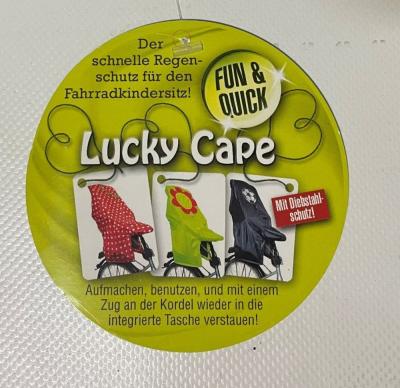 Der
schnelle Regen-
schutz für den
Fahrradkindersitz!
FUN &
QUICK
Lucky Cape
Mit Diebstahl-
schutz!
Aufmachen, benutzen, und mit einem
Zug an der Kordel wieder in die
integrierte Tasche verstauen!